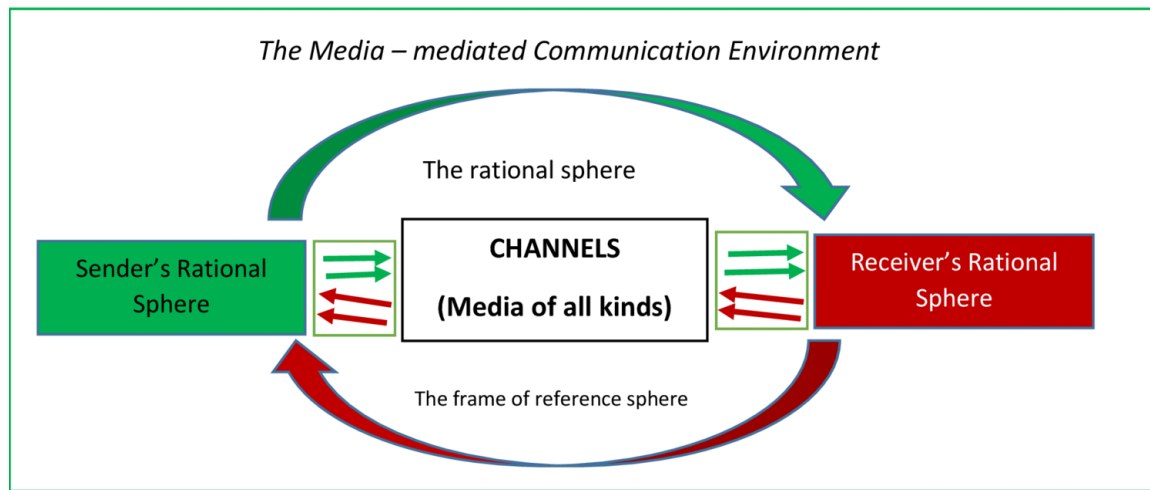 The Media – mediated Communication Environment
The rational sphere
Sender's Rational
Sphere
CHANNELS
(Media of all kinds)
Receiver's Rational
Sphere
The frame of reference sphere